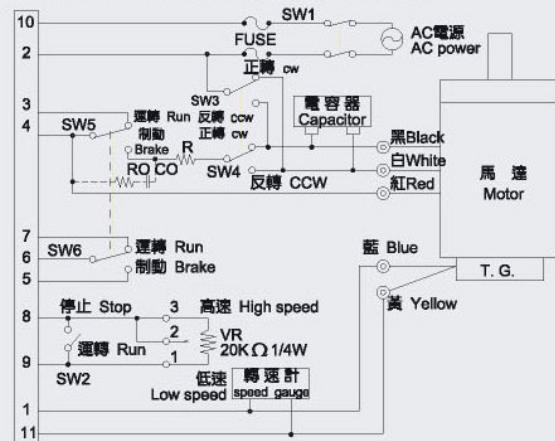 10
SW1
AC電源
AC power
FUSE
2
正轉 cw
SW3
反轉 ccw
正轉 cw
電容器
Capacitor
3
4
SW5
運轉 Run
制動
Brake
R
RO CO
SW4
反轉 CCW
黑Black
白White
紅Red
馬達
Motor
T. G.
7
6
5
SW6
運轉 Run
制動 Brake
藍 Blue
黃 Yellow
8
停止 Stop
3
高速 High speed
2
VR
20KΩ 1/4W
運轉 Run
1
9
SW2
低速
Low speed
轉速計
speed gauge
1
11